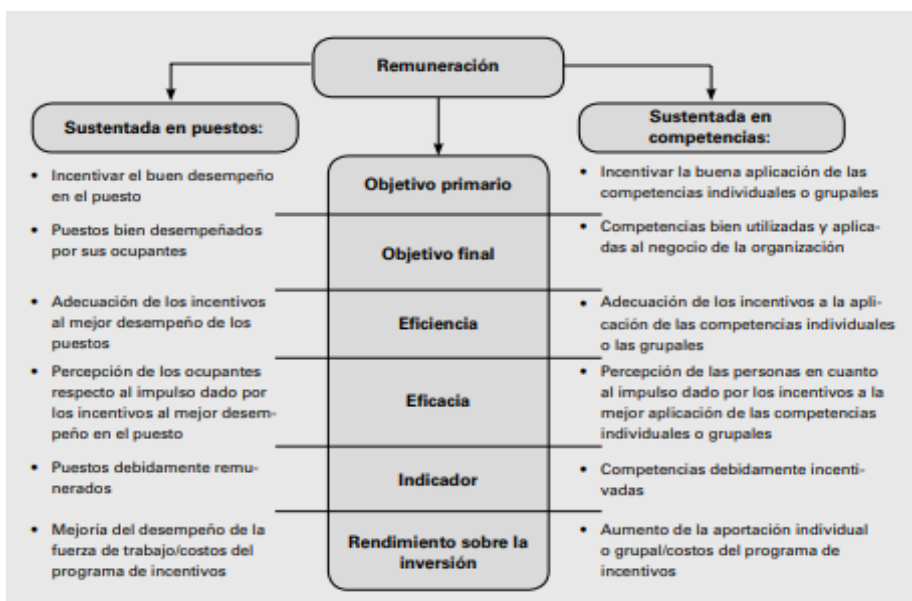 Remuneración
Sustentada en puestos:
• Incentivar el buen desempeño
en el puesto
• Puestos bien desempeñados
por sus ocupantes
• Adecuación de los incentivos
al mejor desempeño de los
puestos
• Percepción de los ocupantes
respecto al impulso dado por
los incentivos al mejor desem-
peño en el puesto
• Puestos debidamente remu-
nerados
• Mejoría del desempeño de la
fuerza de trabajo/costos del
programa de incentivos
Objetivo primario
Objetivo final
Eficiencia
Eficacia
Indicador
Rendimiento sobre la
inversión
Sustentada en
competencias:
• Incentivar la buena aplicación de las
competencias individuales o grupales
• Competencias bien utilizadas y aplica-
das al negocio de la organización
• Adecuación de los incentivos a la apli-
cación de las competencias individuales
o las grupales
• Percepción de las personas en cuanto
al impulso dado por los incentivos a la
mejor aplicación de las competencias
individuales o grupales
• Competencias debidamente incenti-
vadas
• Aumento de la aportación individual
o grupal/costos del programa de
incentivos